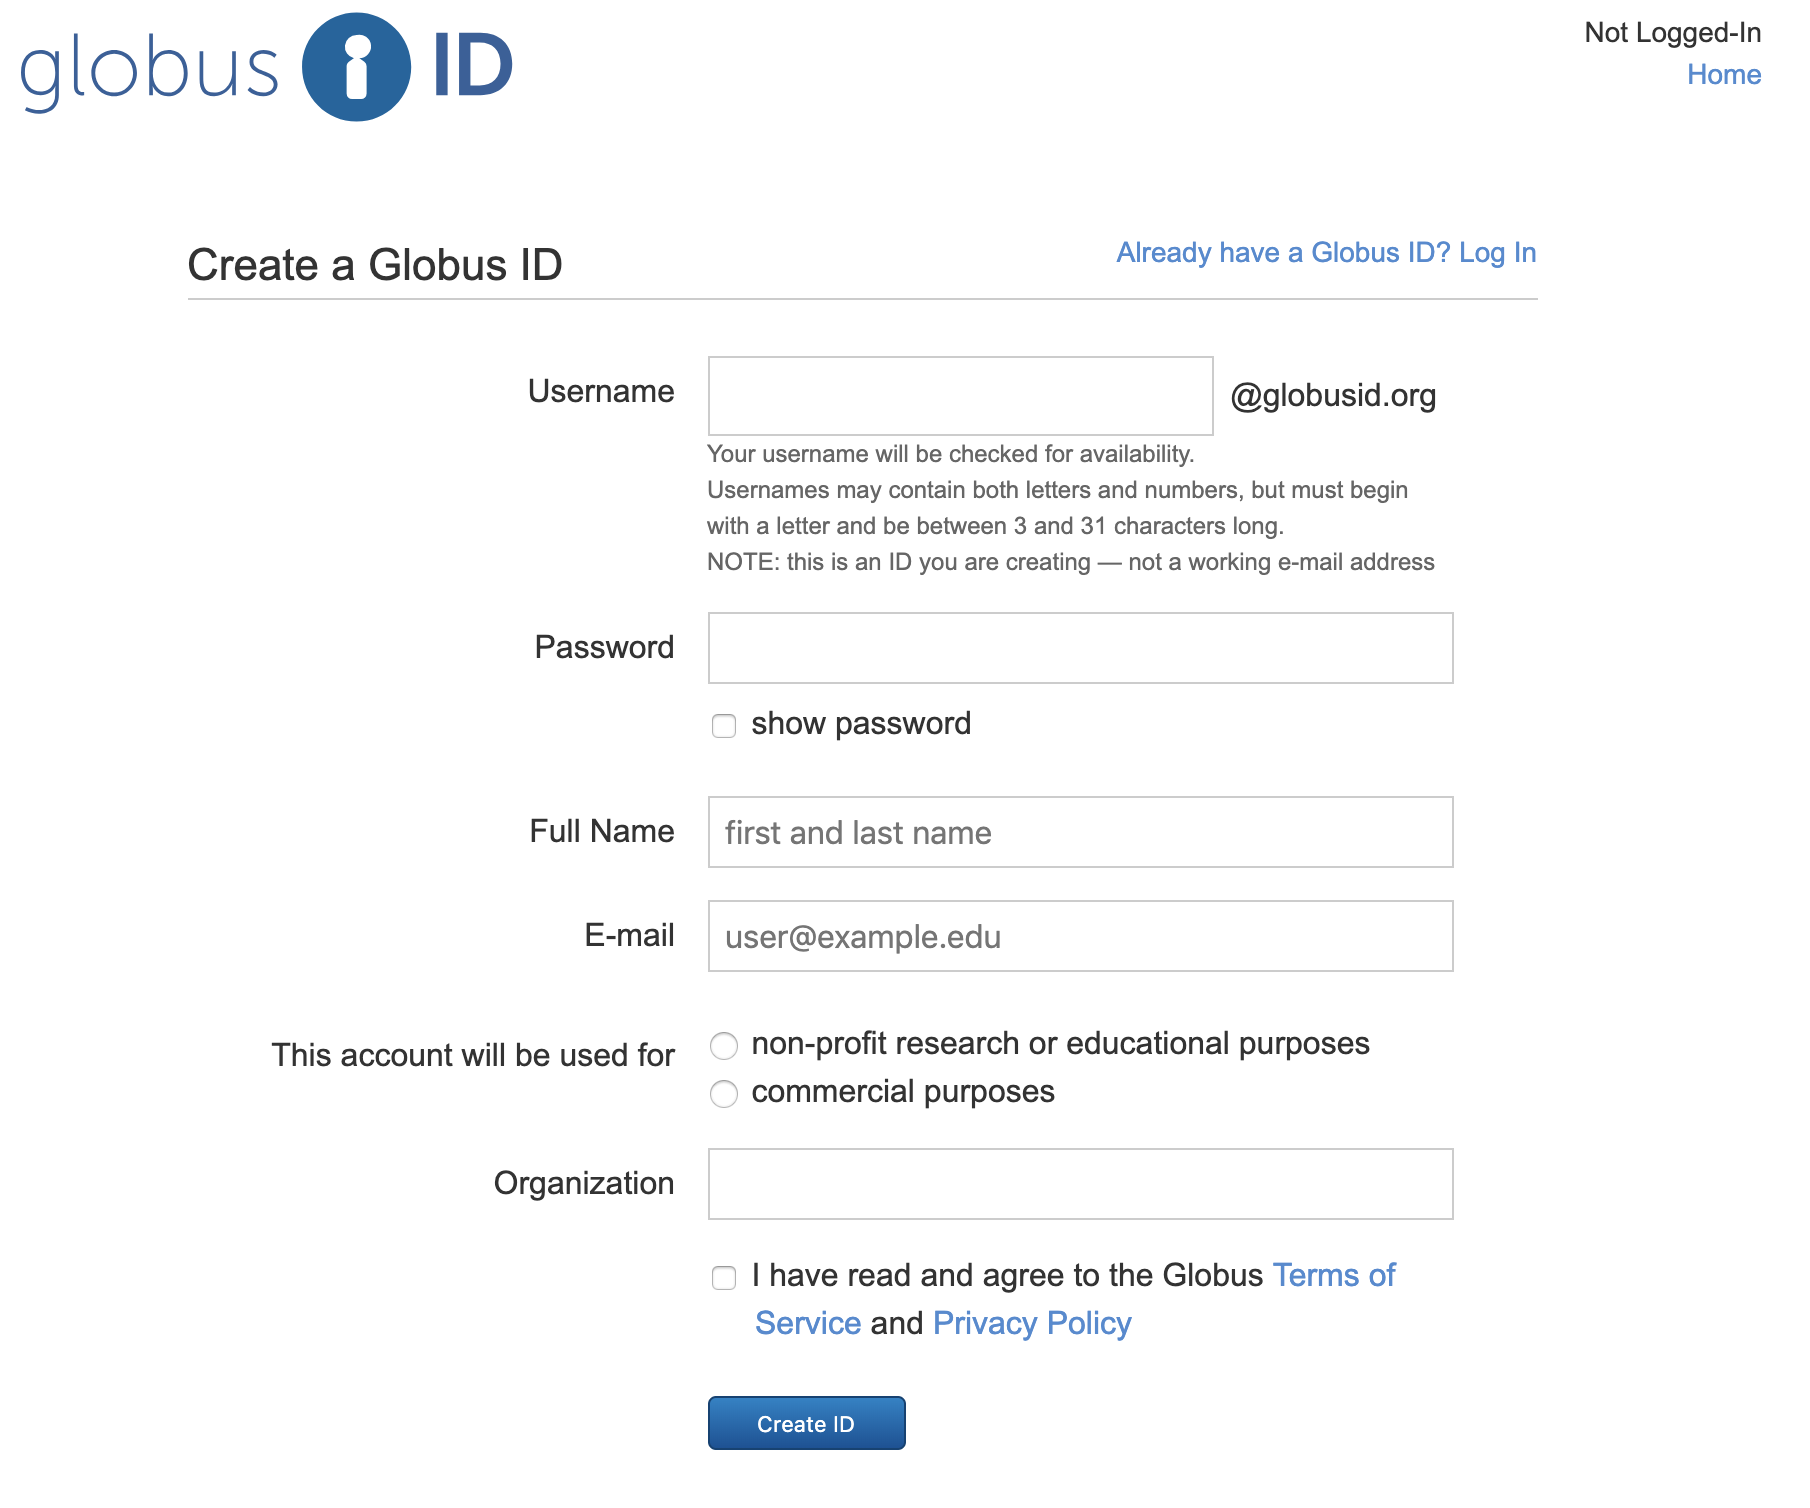 globus ID
Not Logged-In
Home
Create a Globus ID
Already have a Globus ID? Log In
Username
@globusid.org
Your username will be checked for availability.
Usernames may contain both letters and numbers, but must begin
with a letter and be between 3 and 31 characters long.
NOTE: this is an ID you are creating — not a working e-mail address
Password
show password
Full Name
first and last name
E-mail
user@example.edu
This account will be used for
non-profit research or educational purposes
commercial purposes
Organization
I have read and agree to the Globus Terms of
Service and Privacy Policy
Create ID